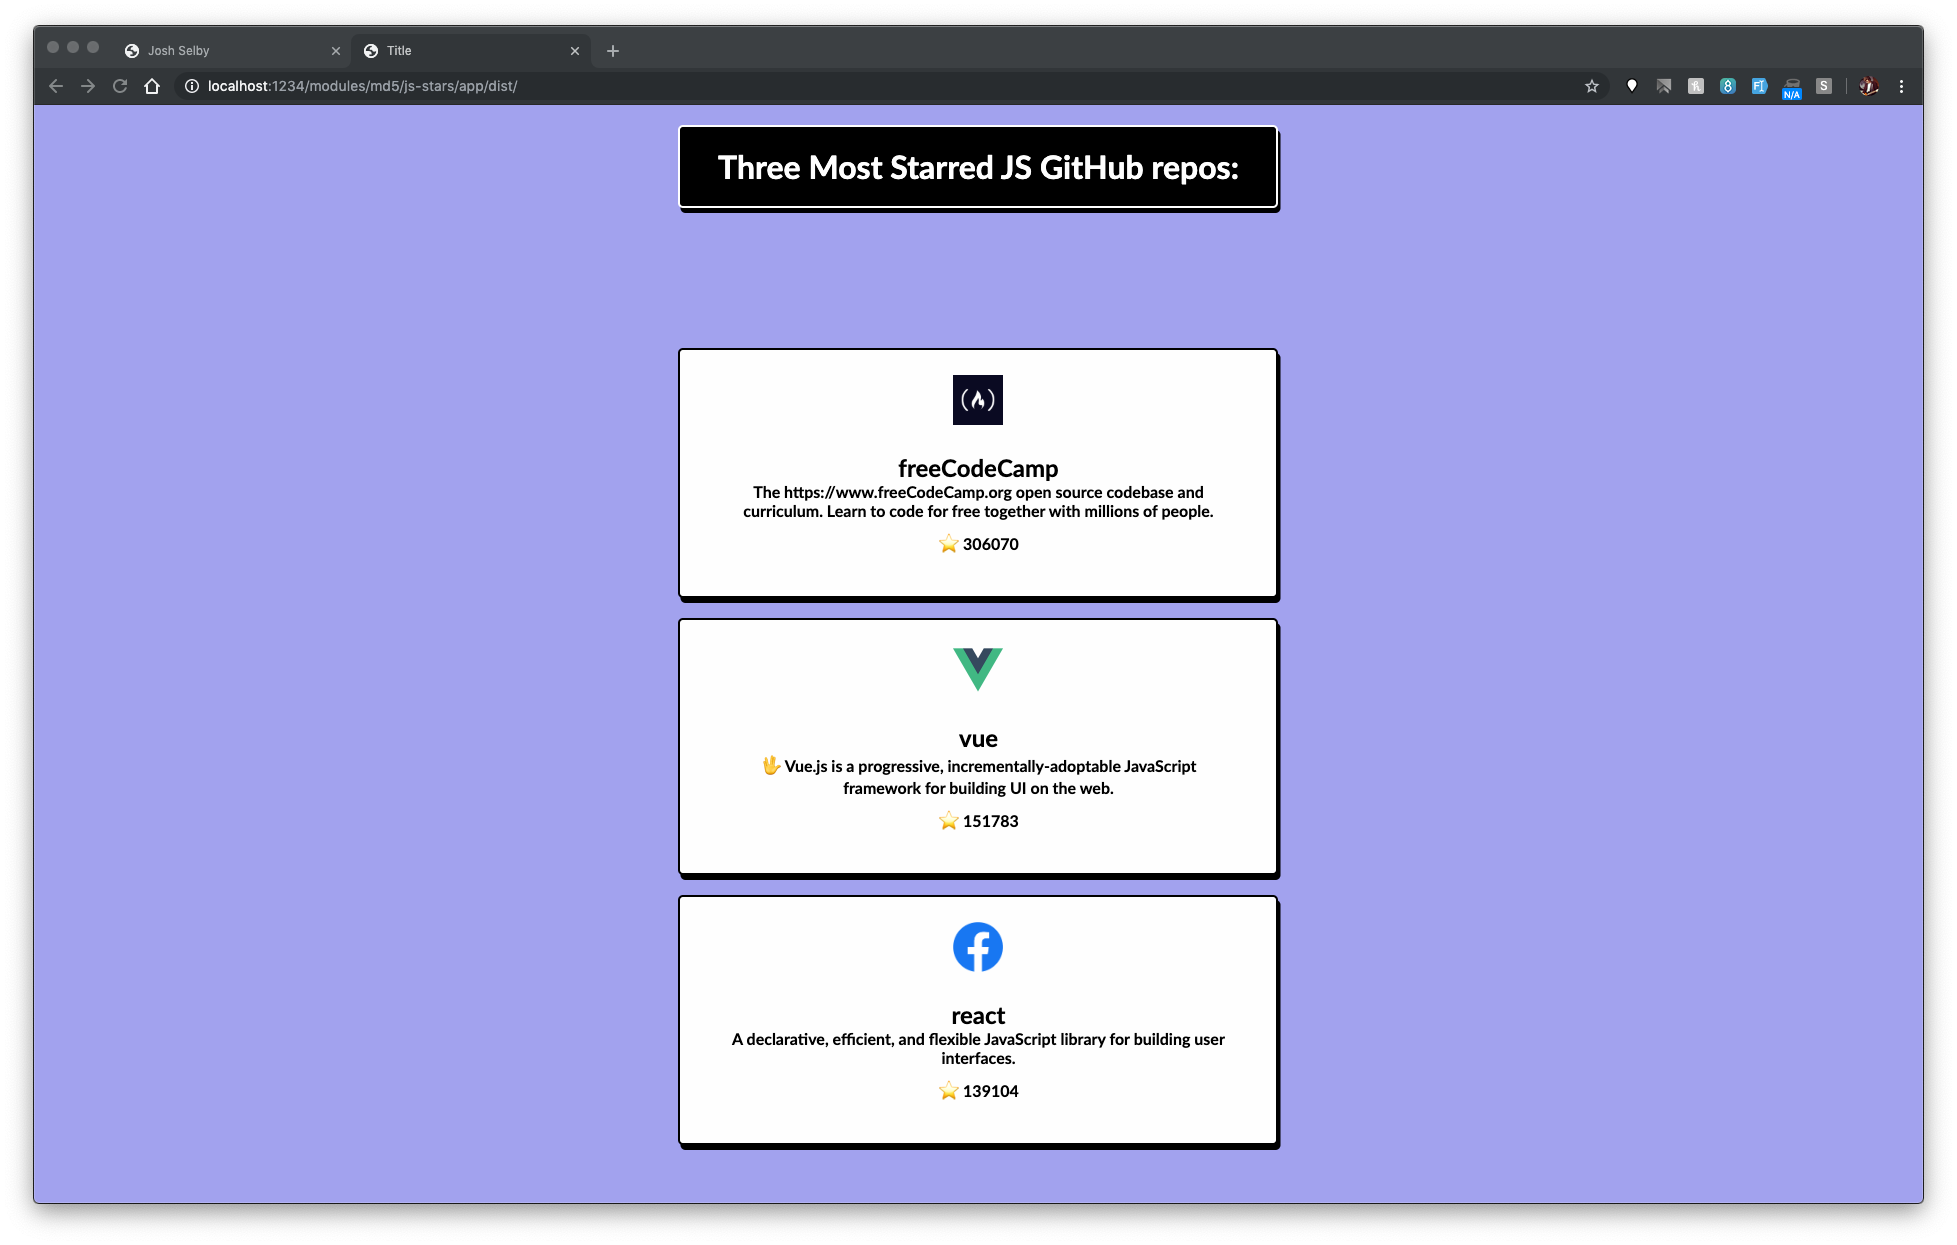 Josh Selby
Title
localhost:1234/modules/md5/js-stars/app/dist/
8
FI
N/A
S
Three Most Starred JS GitHub repos:
freeCodeCamp
The https://www.freeCodeCamp.org open source codebase and
curriculum. Learn to code for free together with millions of people.
⭐ 306070
vue
🖖 Vue.js is a progressive, incrementally-adoptable JavaScript
framework for building UI on the web.
⭐ 151783
react
A declarative, efficient, and flexible JavaScript library for building user
interfaces.
⭐ 139104